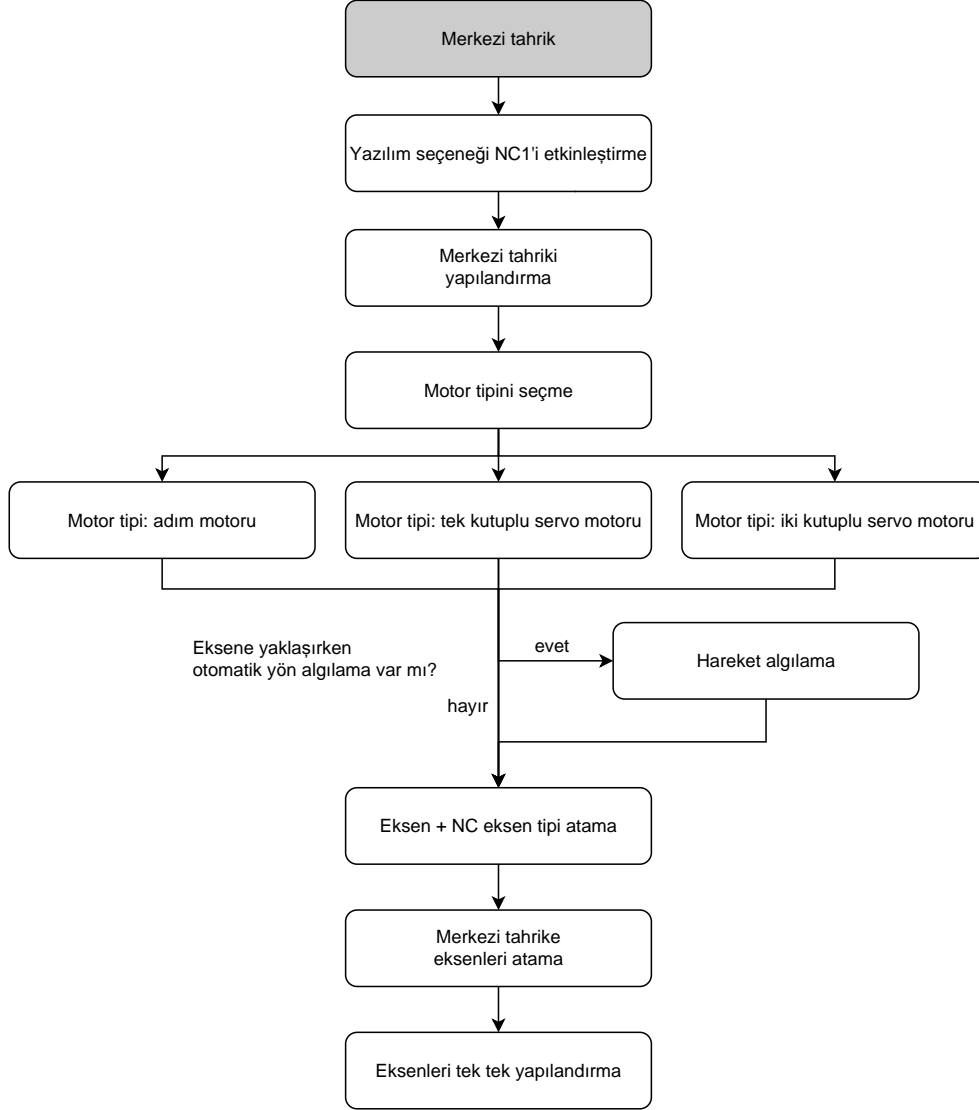 Merkezi tahrik
Yazılım seçeneği NC1'i etkinleştirme
Merkezi tahriki
yapılandırma
Motor tipini seçme
Motor tipi: adım motoru
Motor tipi: tek kutuplu servo motoru
Motor tipi: iki kutuplu servo motoru
Eksene yaklaşırken
otomatik yön algılama var mı?
evet
Hareket algılama
hayır
Eksen + NC eksen tipi atama
Merkezi tahrike
eksenleri atama
Eksenleri tek tek yapılandırma